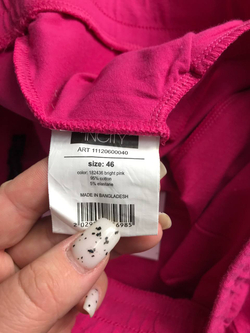 INCITY
ART 11120600040
size: 46
color: 182436 bright pink
95% cotton
5% elastane
MADE IN BANGLADESH